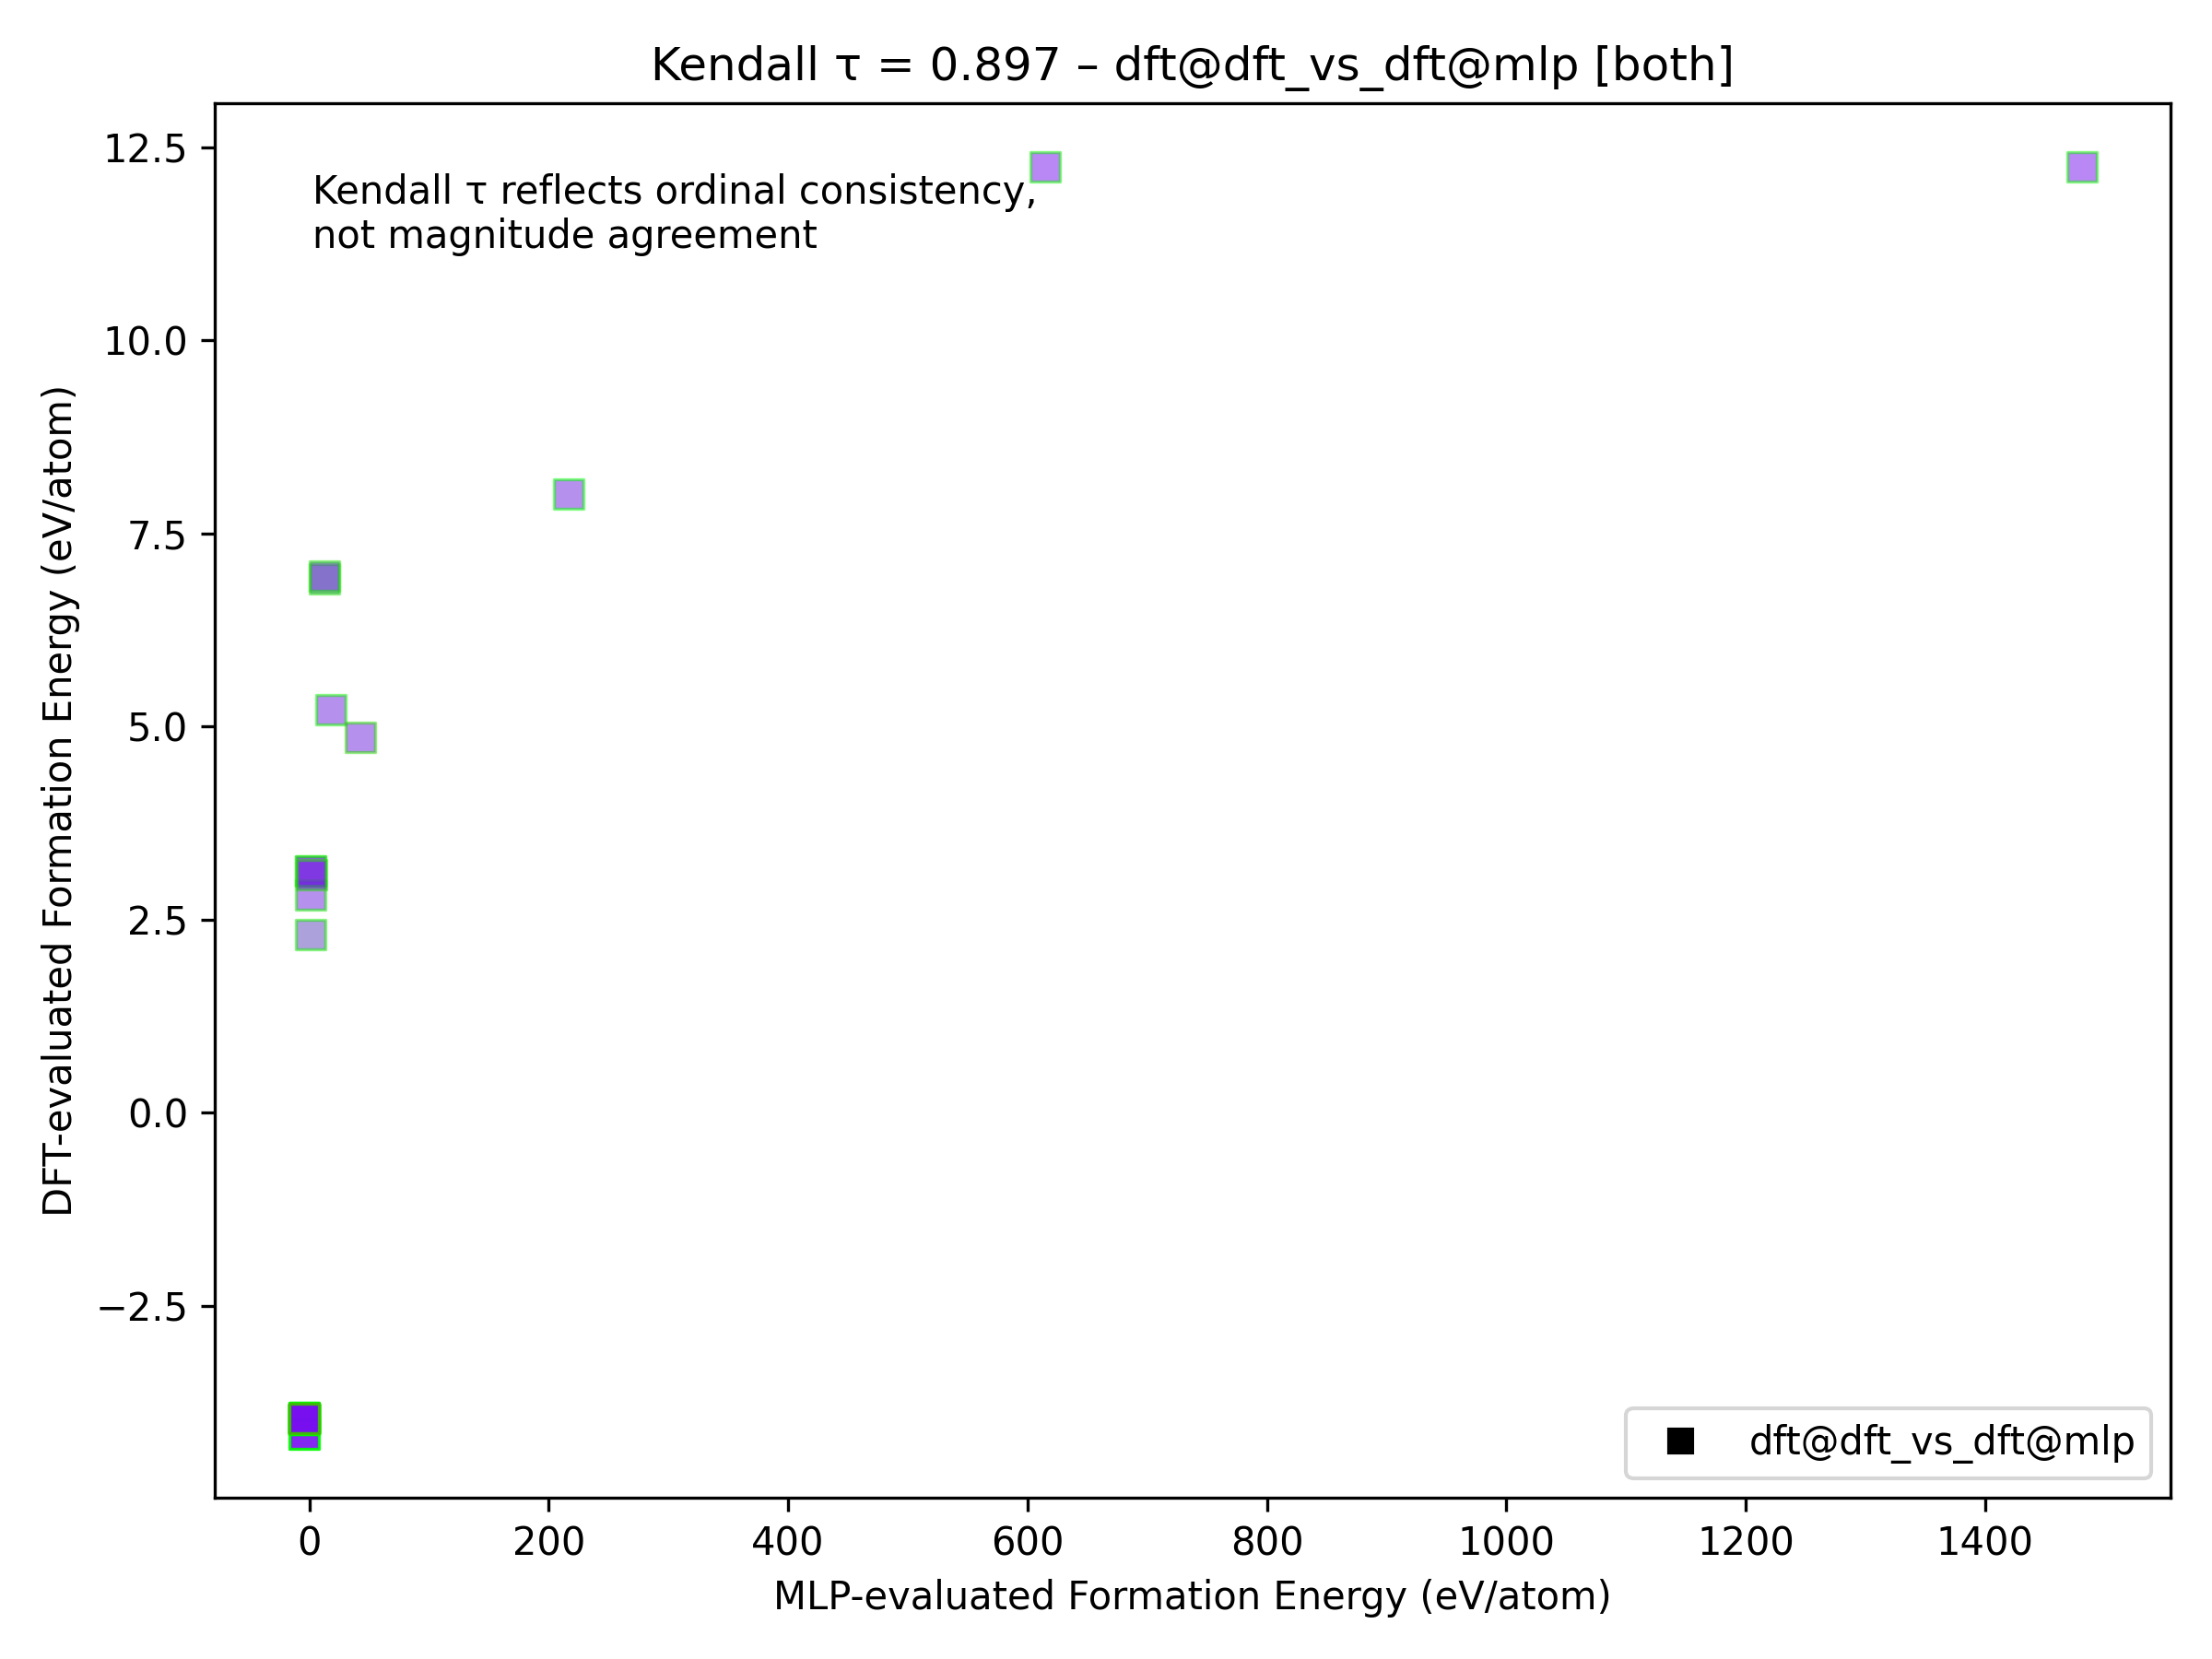 Kendall τ = 0.897 – dft@dft_vs_dft@mlp [both]
Kendall τ reflects ordinal consistency,
not magnitude agreement
DFT-evaluated Formation Energy (eV/atom)
12.5
10.0
7.5
5.0
2.5
0.0
−2.5
dft@dft_vs_dft@mlp
0 200 400 600 800 1000 1200 1400
MLP-evaluated Formation Energy (eV/atom)